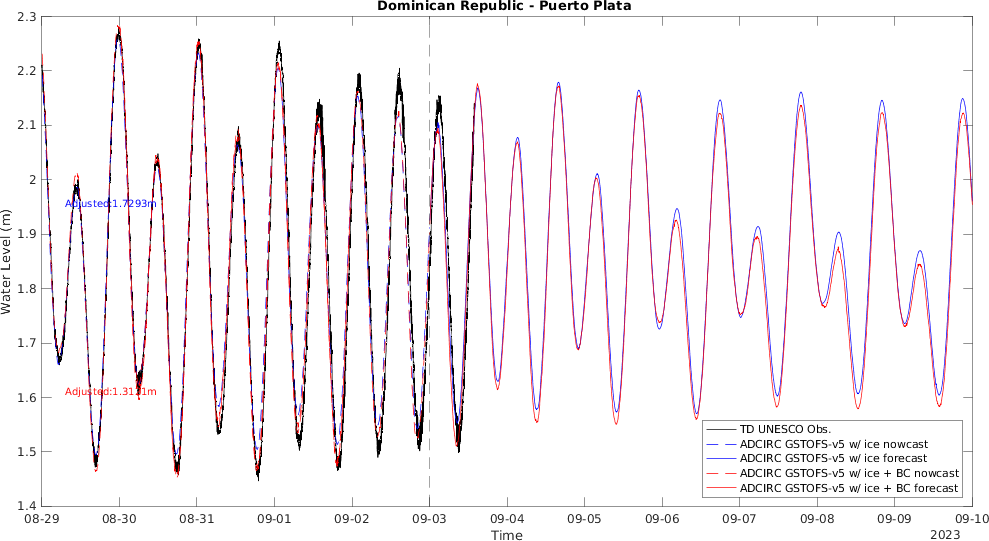 Dominican Republic - Puerto Plata
2.3
2.2
2.1
2
1.9
1.8
1.7
1.6
1.5
1.4
Water Level (m)
Adjusted:1.7293m
Adjusted:1.3131m
TD UNESCO Obs.
ADCIRC GSTOFS-v5 w/ ice nowcast
ADCIRC GSTOFS-v5 w/ ice forecast
ADCIRC GSTOFS-v5 w/ ice + BC nowcast
ADCIRC GSTOFS-v5 w/ ice + BC forecast
08-29 08-30 08-31 09-01 09-02 09-03 09-04 09-05 09-06 09-07 09-08 09-09 09-10
Time
2023